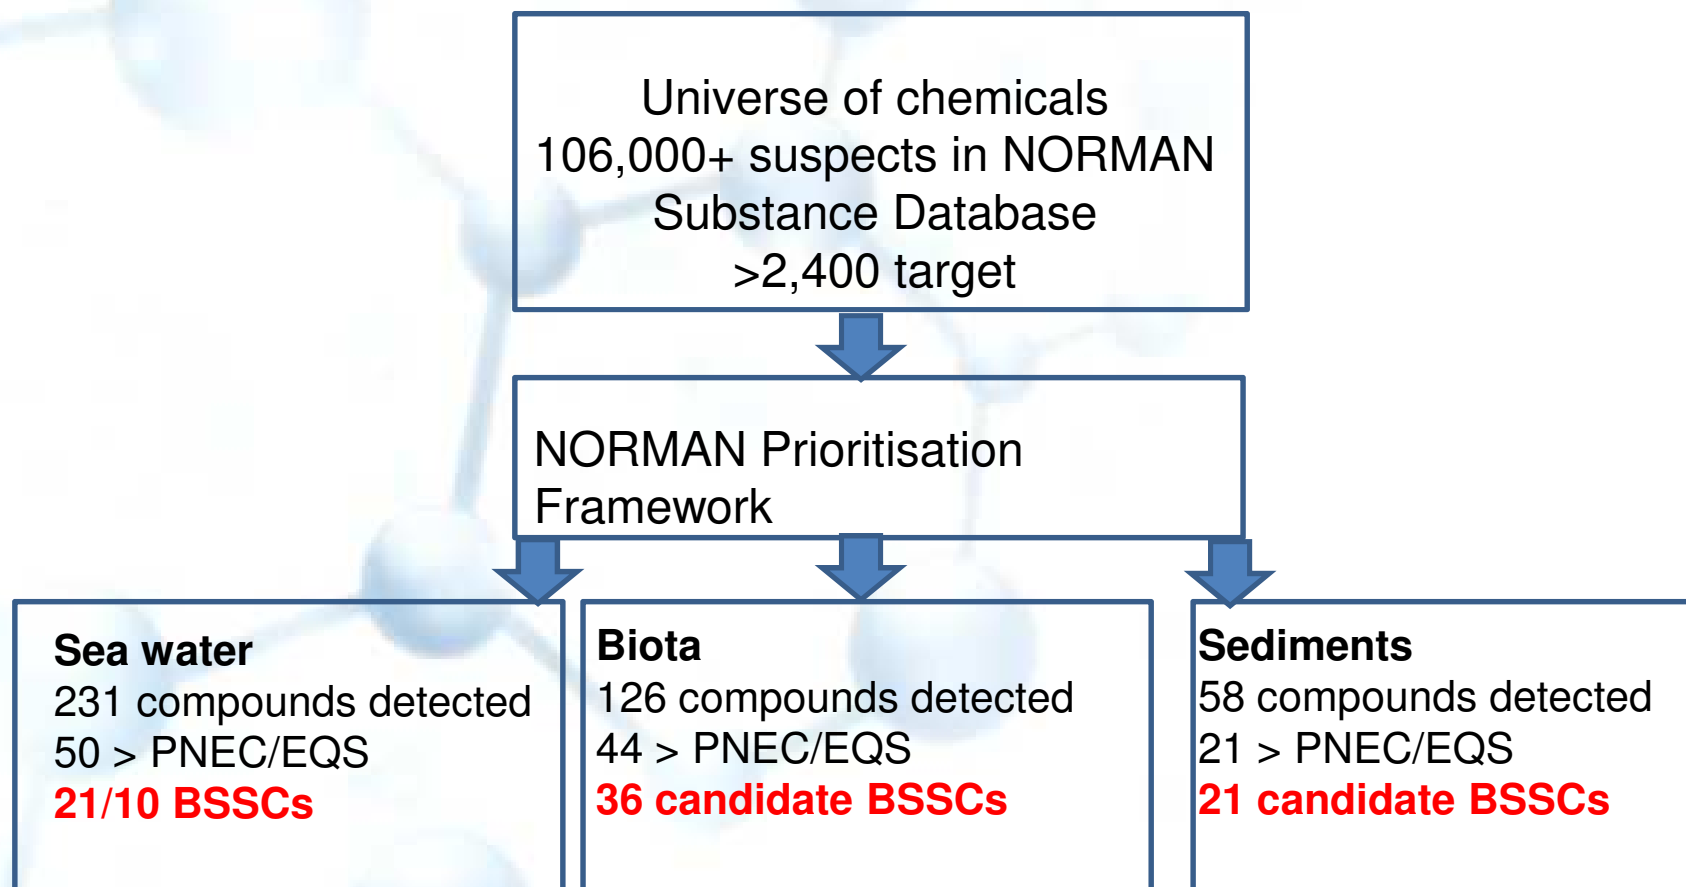 Universe of chemicals
106,000+ suspects in NORMAN
Substance Database
>2,400 target
NORMAN Prioritisation
Framework
Sea water
231 compounds detected
50 > PNEC/EQS
21/10 BSSCs
Biota
126 compounds detected
44 > PNEC/EQS
36 candidate BSSCs
Sediments
58 compounds detected
21 > PNEC/EQS
21 candidate BSSCs